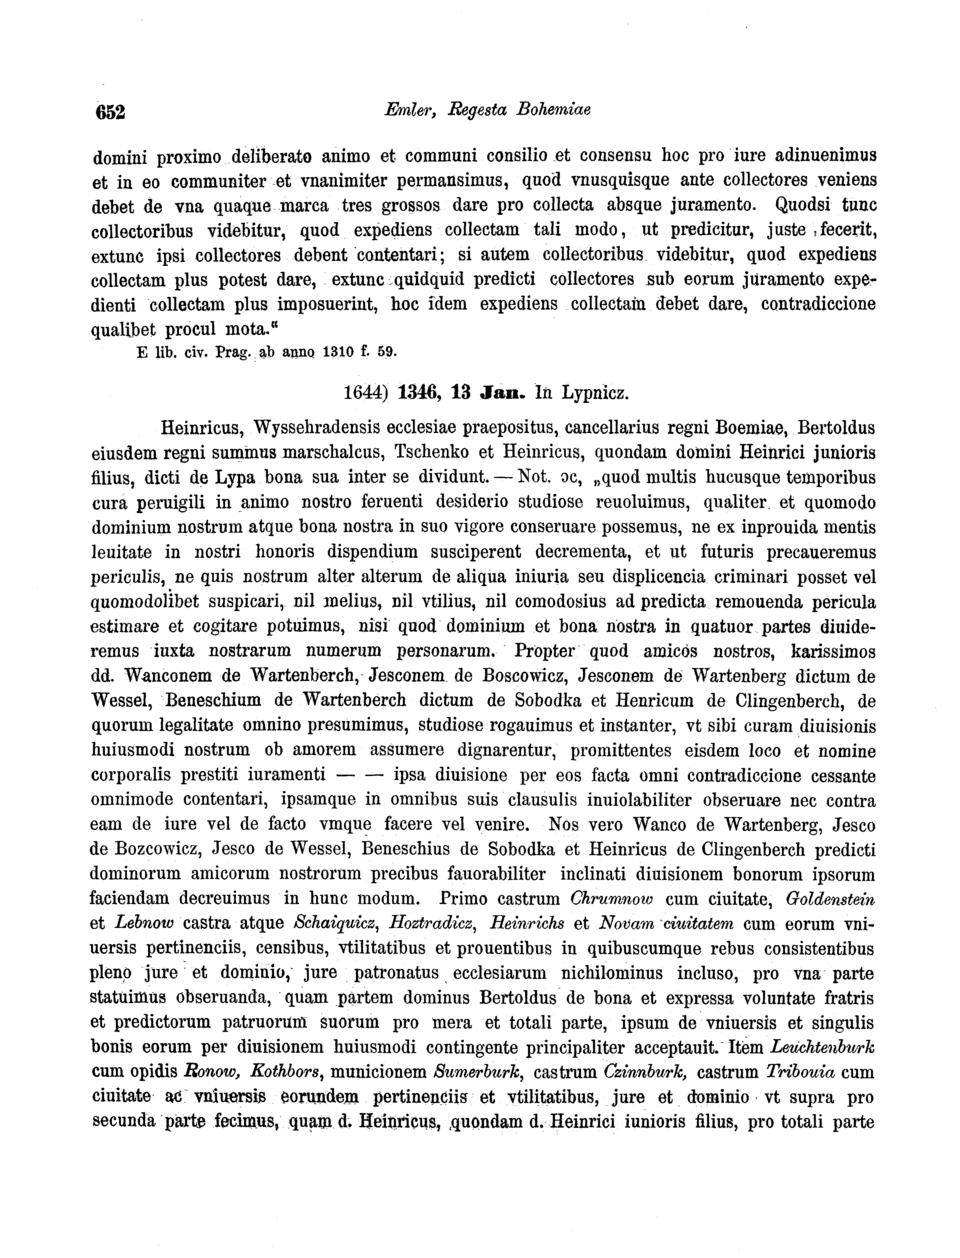 652 Emler, Regesta Bohemiae
domini proximo deliberato animo et communi consilio et consensu hoc pro iure adinuenimus
et in eo communiter et vnanimiter permansimus, quod vnusquisque ante collectores veniens
debet de vna quaque marca tres grossos dare pro collecta absque juramento. Quodsi tunc
collectoribus videbitur, quod expediens collectam tali modo, ut predicitur, juste fecerit,
extunc ipsi collectores debent contentari; si autem collectoribus videbitur, quod expediens
collectam plus potest dare, extunc quidquid predicti collectores sub eorum juramento expe-
dienti collectam plus imposuerint, hoc idem expediens collectam debet dare, contradiccione
qualibet procul mota.“
E lib. civ. Prag. ab anno 1310 f. 59.
1644) 1346, 13 Jan. In Lypnicz.
Heinricus, Wyssehradensis ecclesiae praepositus, cancellarius regni Boemiae, Bertoldus
eiusdem regni summus marschalcus, Tschenko et Heinricus, quondam domini Heinrici junioris
filius, dicti de Lypa bona sua inter se dividunt. — Not. ɔc, „quod multis hucusque temporibus
cura peruigili in animo nostro feruenti desiderio studiose reuoluimus, qualiter et quomodo
dominium nostrum atque bona nostra in suo vigore conseruare possemus, ne ex inprouida mentis
leuitate in nostri honoris dispendium susciperent decrementa, et ut futuris precaueremus
periculis, ne quis nostrum alter alterum de aliqua iniuria seu displicencia criminari posset vel
quomodolibet suspicari, nil melius, nil vtilius, nil comodosius ad predicta remouenda pericula
estimare et cogitare potuimus, nisi quod dominium et bona nostra in quatuor partes diuide-
remus iuxta nostrarum numerum personarum. Propter quod amicos nostros, karissimos
dd. Wanconem de Wartenberch, Jesconem de Boscowicz, Jesconem de Wartenberg dictum de
Wessel, Beneschium de Wartenberch dictum de Sobodka et Henricum de Clingenberch, de
quorum legalitate omnino presumimus, studiose rogauimus et instanter, vt sibi curam diuisionis
huiusmodi nostrum ob amorem assumere dignarentur, promittentes eisdem loco et nomine
corporalis prestiti iuramenti — — ipsa diuisione per eos facta omni contradiccione cessante
omnimode contentari, ipsamque in omnibus suis clausulis inuiolabiliter obseruare nec contra
eam de iure vel de facto vmque facere vel venire. Nos vero Wanco de Wartenberg, Jesco
de Bozcowicz, Jesco de Wessel, Beneschius de Sobodka et Heinricus de Clingenberch predicti
dominorum amicorum nostrorum precibus fauorabiliter inclinati diuisionem bonorum ipsorum
faciendam decreuimus in hunc modum. Primo castrum Chrumnow cum ciuitate, Goldenstein
et Lebnow castra atque Schaiquicz, Hoztradicz, Heinrichs et Novam ciuitatem cum eorum vni-
uersis pertinenciis, censibus, vtilitatibus et prouentibus in quibuscumque rebus consistentibus
pleno jure et dominio, jure patronatus ecclesiarum nichilominus incluso, pro vna parte
statuimus obseruanda, quam partem dominus Bertoldus de bona et expressa voluntate fratris
et predictorum patruorum suorum pro mera et totali parte, ipsum de vniuersis et singulis
bonis eorum per diuisionem huiusmodi contingente principaliter acceptauit. Item Leuchtenburk
cum opidis Ronow, Kothbors, municionem Sumerburk, castrum Czinnburk, castrum Tribouia cum
ciuitate ac vniuersis eorundem pertinenciis et vtilitatibus, jure et dominio vt supra pro
secunda parte fecimus, quam d. Heinricus, quondam d. Heinrici iunioris filius, pro totali parte